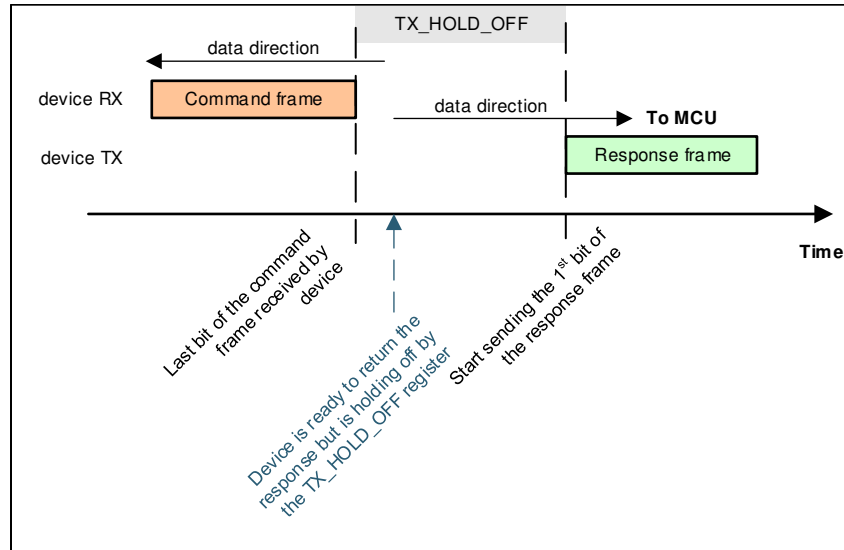 TX_HOLD_OFF
data direction
device RX
Command frame
data direction
To MCU
device TX
Response frame
Time
Last bit of the command
frame received by
device
Device is ready to return the
response but is holding off by
the TX_HOLD_OFF register
Start sending the 1st bit of
the response frame